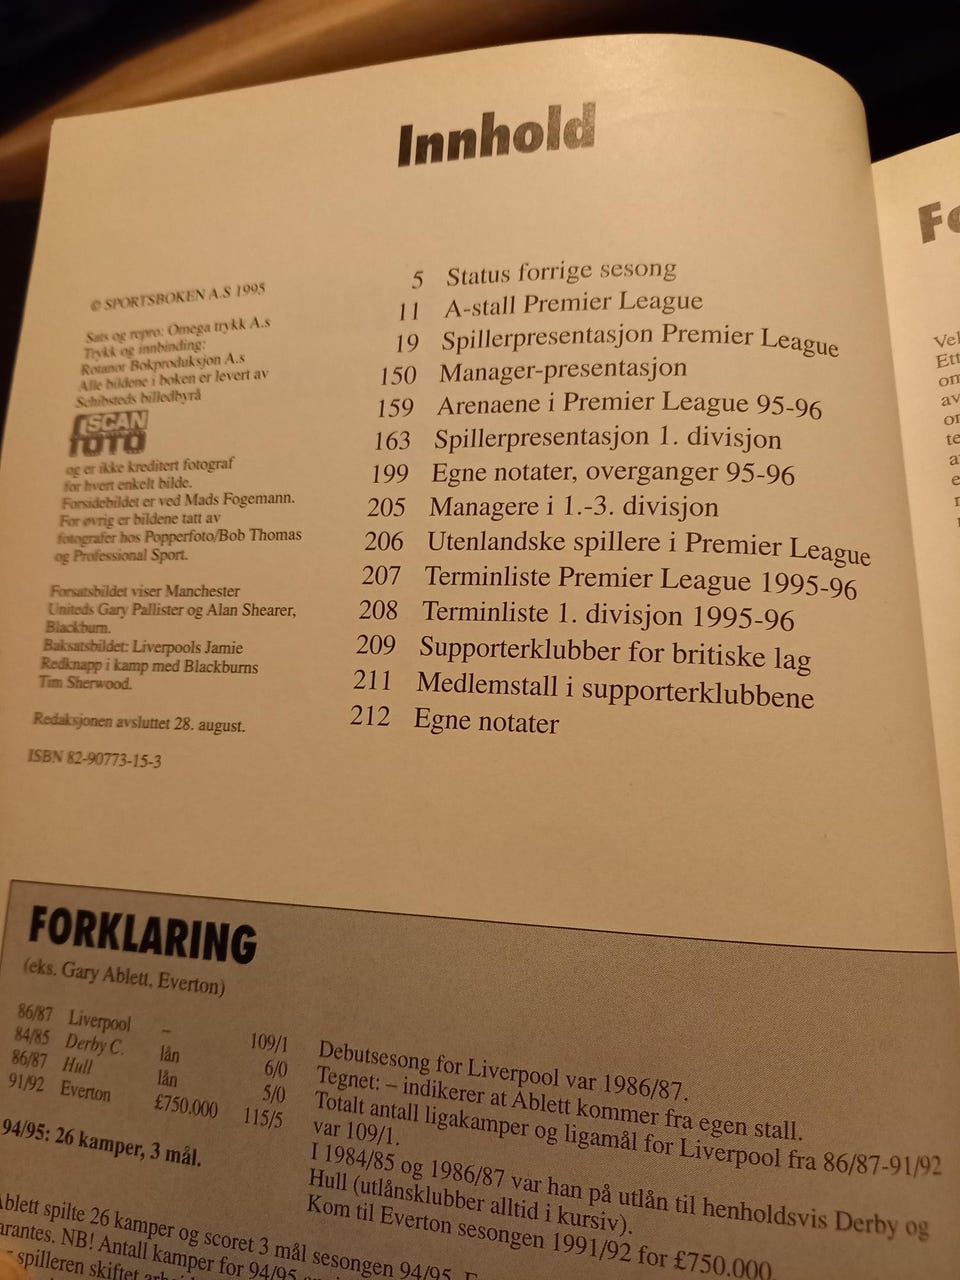 Innhold
© SPORTSBOKEN A.S 1995
Sats og repro: Omega trykk A.s
Trykk og innbinding:
Rotanor Bokproduksjon A.s
Alle bildene i boken er levert av
Schibsteds billedbyrå
SCAN
FOTO
og er ikke kreditert fotograf
for hvert enkelt bilde.
Forsidebildet er ved Mads Fogemann.
For øvrig er bildene tatt av
fotografer hos Popperfoto/Bob Thomas
og Professional Sport.
Forsatsbildet viser Manchester
Uniteds Gary Pallister og Alan Shearer,
Blackburn.
Baksatsbildet: Liverpools Jamie
Redknapp i kamp med Blackburns
Tim Sherwood.
Redaksjonen avsluttet 28. august.
ISBN 82-90773-15-3
5 Status forrige sesong
11 A-stall Premier League
19 Spillerpresentasjon Premier League
150 Manager-presentasjon
159 Arenaene i Premier League 95-96
163 Spillerpresentasjon 1. divisjon
199 Egne notater, overganger 95-96
205 Managere i 1.-3. divisjon
206 Utenlandske spillere i Premier League
207 Terminliste Premier League 1995-96
208 Terminliste 1. divisjon 1995-96
209 Supporterklubber for britiske lag
211 Medlemstall i supporterklubbene
212 Egne notater
FORKLARING
(eks. Gary Ablett, Everton)
86/87 Liverpool – 109/1
84/85 Derby C. lån 6/0
86/87 Hull lån 5/0
91/92 Everton £750.000 115/5
94/95: 26 kamper, 3 mål.
Debutsesong for Liverpool var 1986/87.
Tegnet: – indikerer at Ablett kommer fra egen stall.
Totalt antall ligakamper og ligamål for Liverpool fra 86/87-91/92
var 109/1.
I 1984/85 og 1986/87 var han på utlån til henholdsvis Derby og
Hull (utlånsklubber alltid i kursiv).
Kom til Everton sesongen 1991/92 for £750.000
Ablett spilte 26 kamper og scoret 3 mål sesongen 94/95.
NB! Antall kamper for 94/95
spilleren skiftet